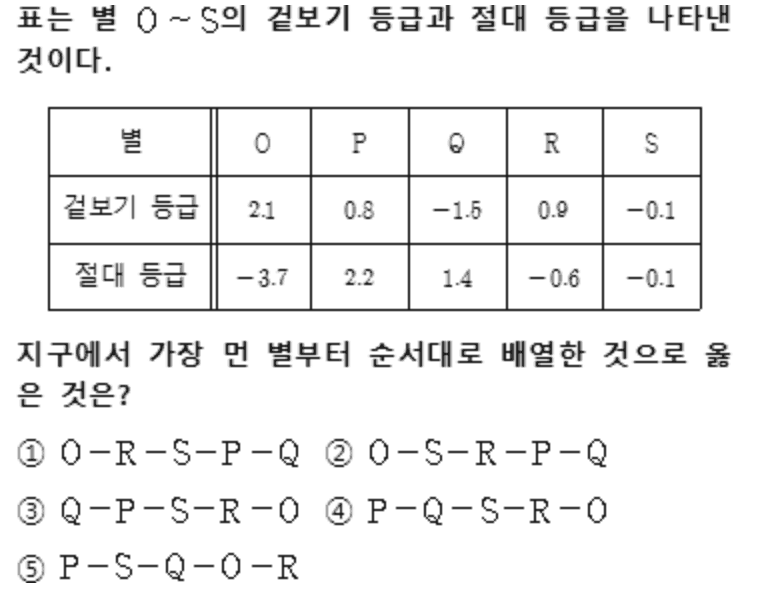 표는 별 O ~ S의 겉보기 등급과 절대 등급을 나타낸
것이다.
별 O P Q R S
겉보기 등급 2.1 0.8 -1.5 0.9 -0.1
절대 등급 -3.7 2.2 1.4 -0.6 -0.1
지구에서 가장 먼 별부터 순서대로 배열한 것으로 옳
은 것은?
① O-R-S-P-Q ② O-S-R-P-Q
③ Q-P-S-R-O ④ P-Q-S-R-O
⑤ P-S-Q-O-R